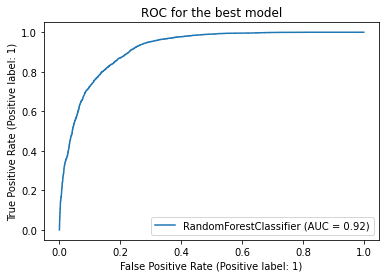 ROC for the best model
True Positive Rate (Positive label: 1)
1.0
0.8
0.6
0.4
0.2
0.0
RandomForestClassifier (AUC = 0.92)
0.0 0.2 0.4 0.6 0.8 1.0
False Positive Rate (Positive label: 1)